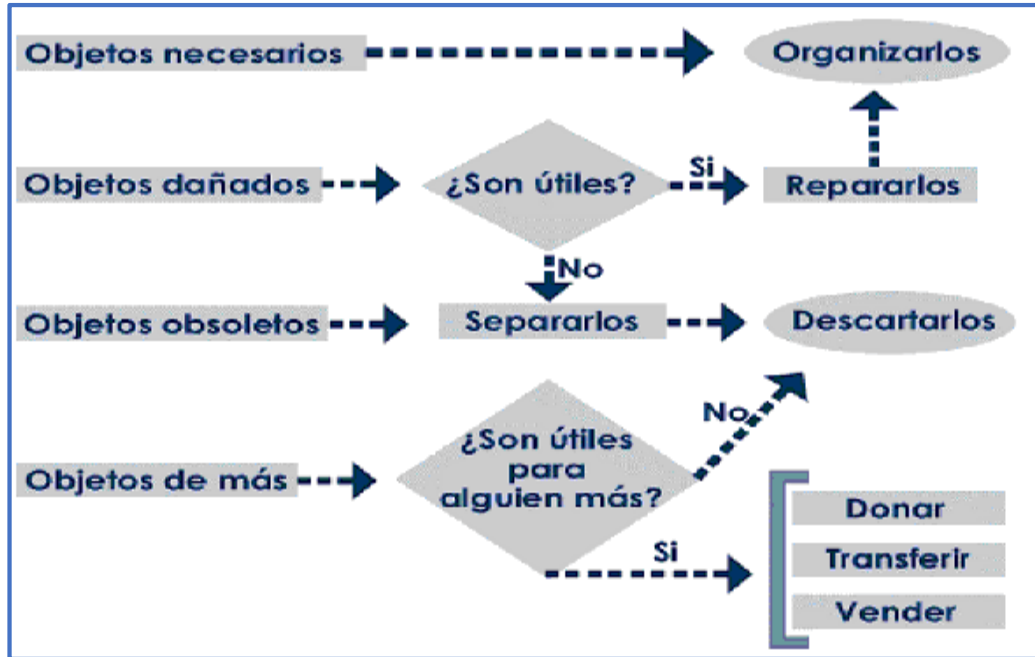 Objetos necesarios
Organizarlos
Objetos dañados
¿Son útiles?
Si
Repararlos
No
Objetos obsoletos
Separarlos
Descartarlos
No
Objetos de más
¿Son útiles
para
alguien más?
Si
Donar
Transferir
Vender